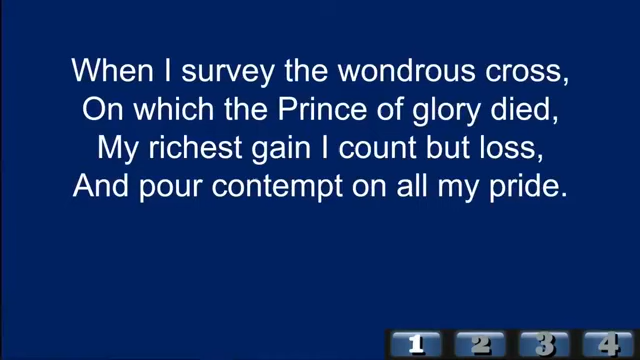 When I survey the wondrous cross,
On which the Prince of glory died,
My richest gain I count but loss,
And pour contempt on all my pride.
1 2 3 4